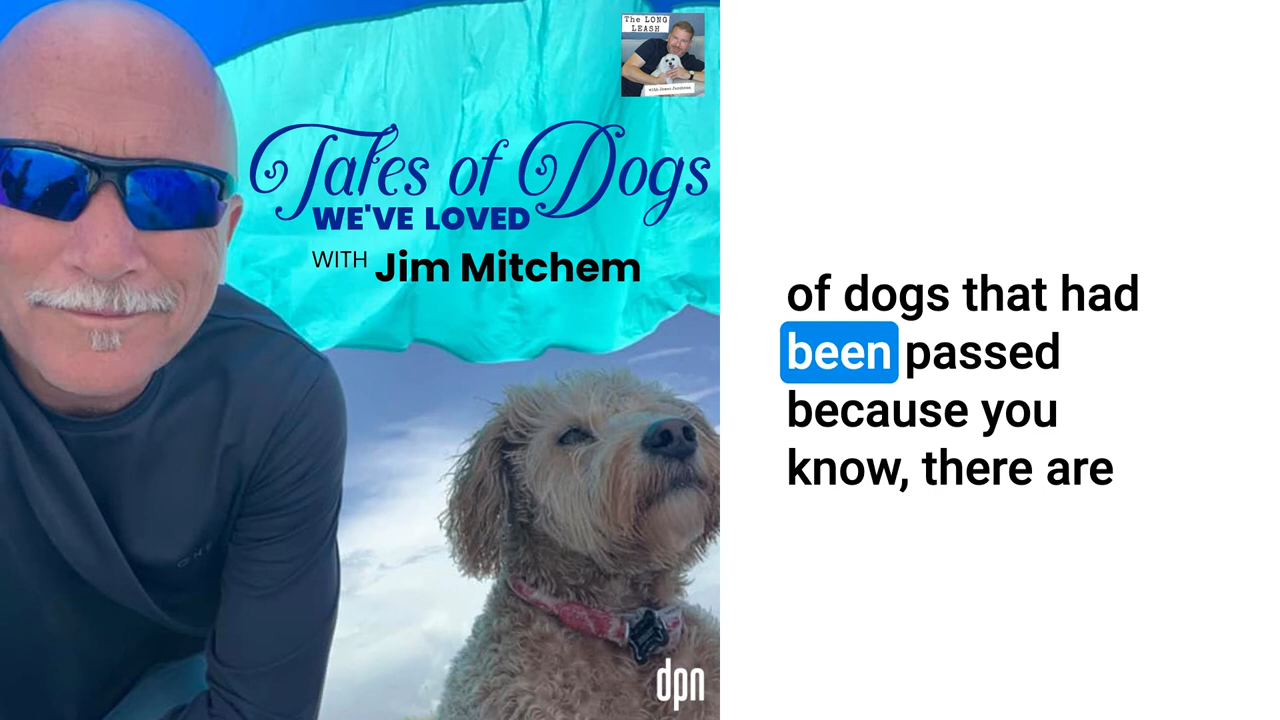 The LONG
LEASH
Tales of Dogs
WE'VE LOVED
WITH Jim Mitchem
dpn
of dogs that had
been passed
because you
know, there are